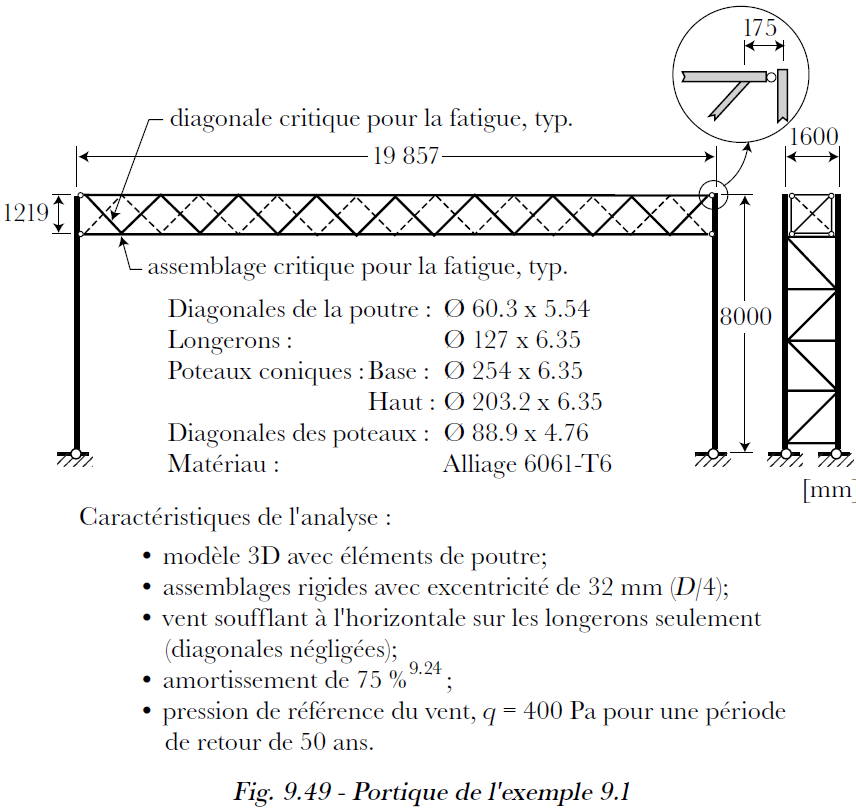 175
diagonale critique pour la fatigue, typ.
1600
19 857
1219
assemblage critique pour la fatigue, typ.
Diagonales de la poutre : Ø 60.3 x 5.54
8000
Longerons : Ø 127 x 6.35
Poteaux coniques : Base : Ø 254 x 6.35
Haut : Ø 203.2 x 6.35
Diagonales des poteaux : Ø 88.9 x 4.76
Matériau : Alliage 6061-T6
[mm]
Caractéristiques de l'analyse :
• modèle 3D avec éléments de poutre;
• assemblages rigides avec excentricité de 32 mm (D/4);
• vent soufflant à l'horizontale sur les longerons seulement
(diagonales négligées);
• amortissement de 75 %9.24 ;
• pression de référence du vent, q = 400 Pa pour une période
de retour de 50 ans.
Fig. 9.49 - Portique de l'exemple 9.1